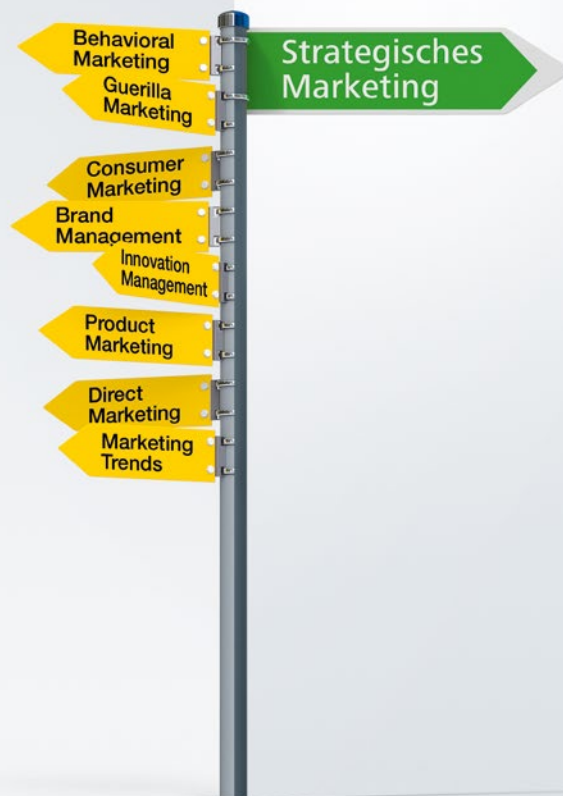 Behavioral
Marketing
Guerilla
Marketing
Consumer
Marketing
Brand
Management
Innovation
Management
Product
Marketing
Direct
Marketing
Marketing
Trends
Strategisches
Marketing